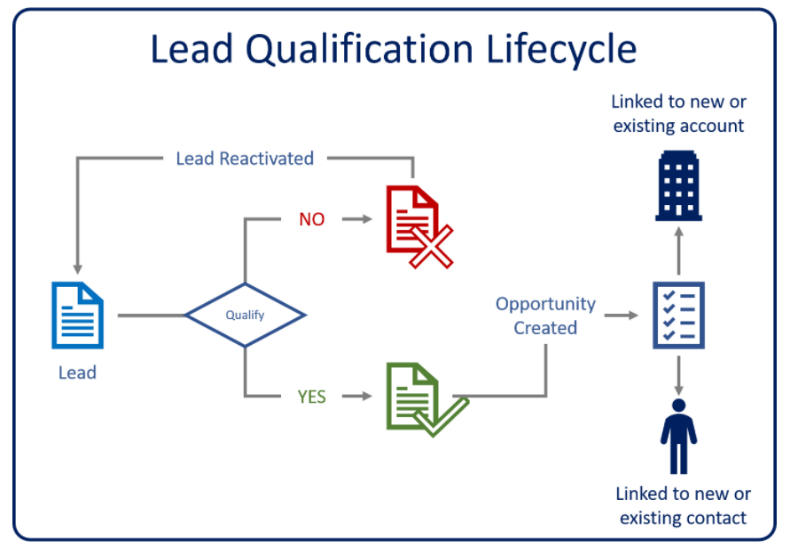 Lead Qualification Lifecycle
Linked to new or
existing account
Lead Reactivated
NO
Qualify
Opportunity
Created
Lead
YES
Linked to new or
existing contact